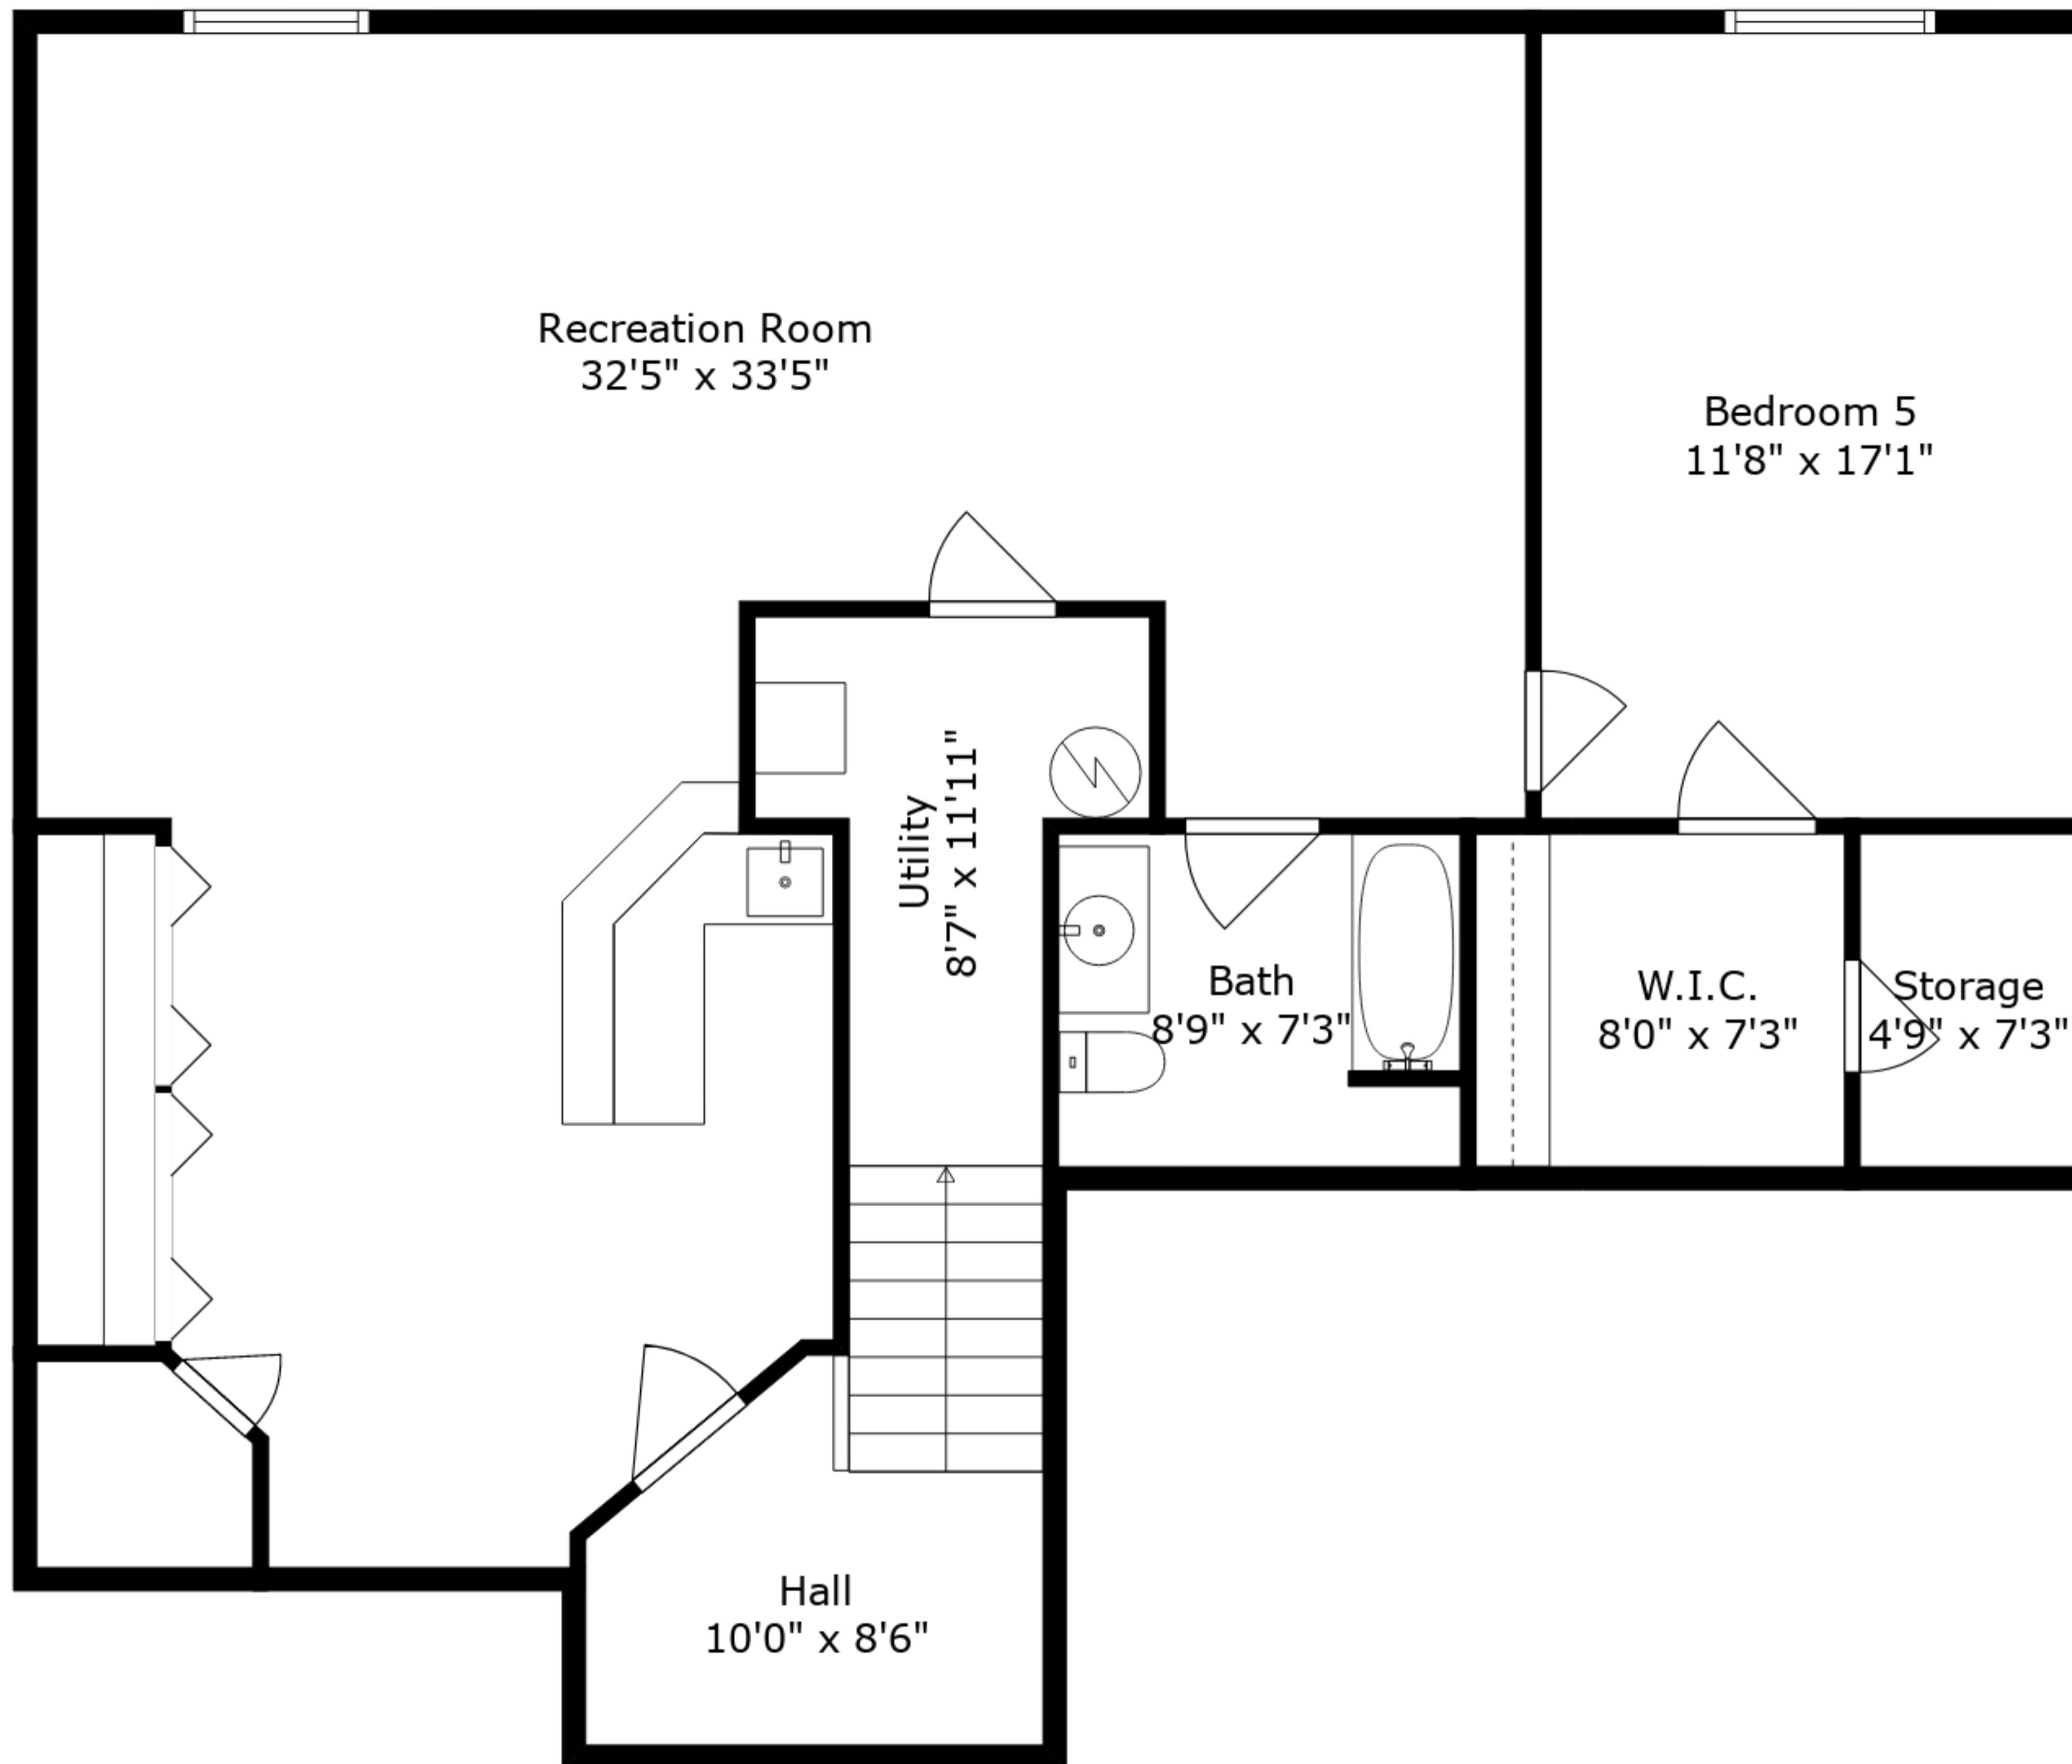 Recreation Room
32'5" x 33'5"
Bedroom 5
11'8" x 17'1"
Utility
8'7" x 11'11"
Bath
8'9" x 7'3"
W.I.C.
8'0" x 7'3"
Storage
4'9" x 7'3"
Hall
10'0" x 8'6"